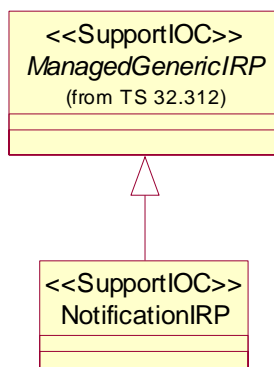 <<SupportIOC>>
ManagedGenericIRP
(from TS 32.312)
<<SupportIOC>>
NotificationIRP